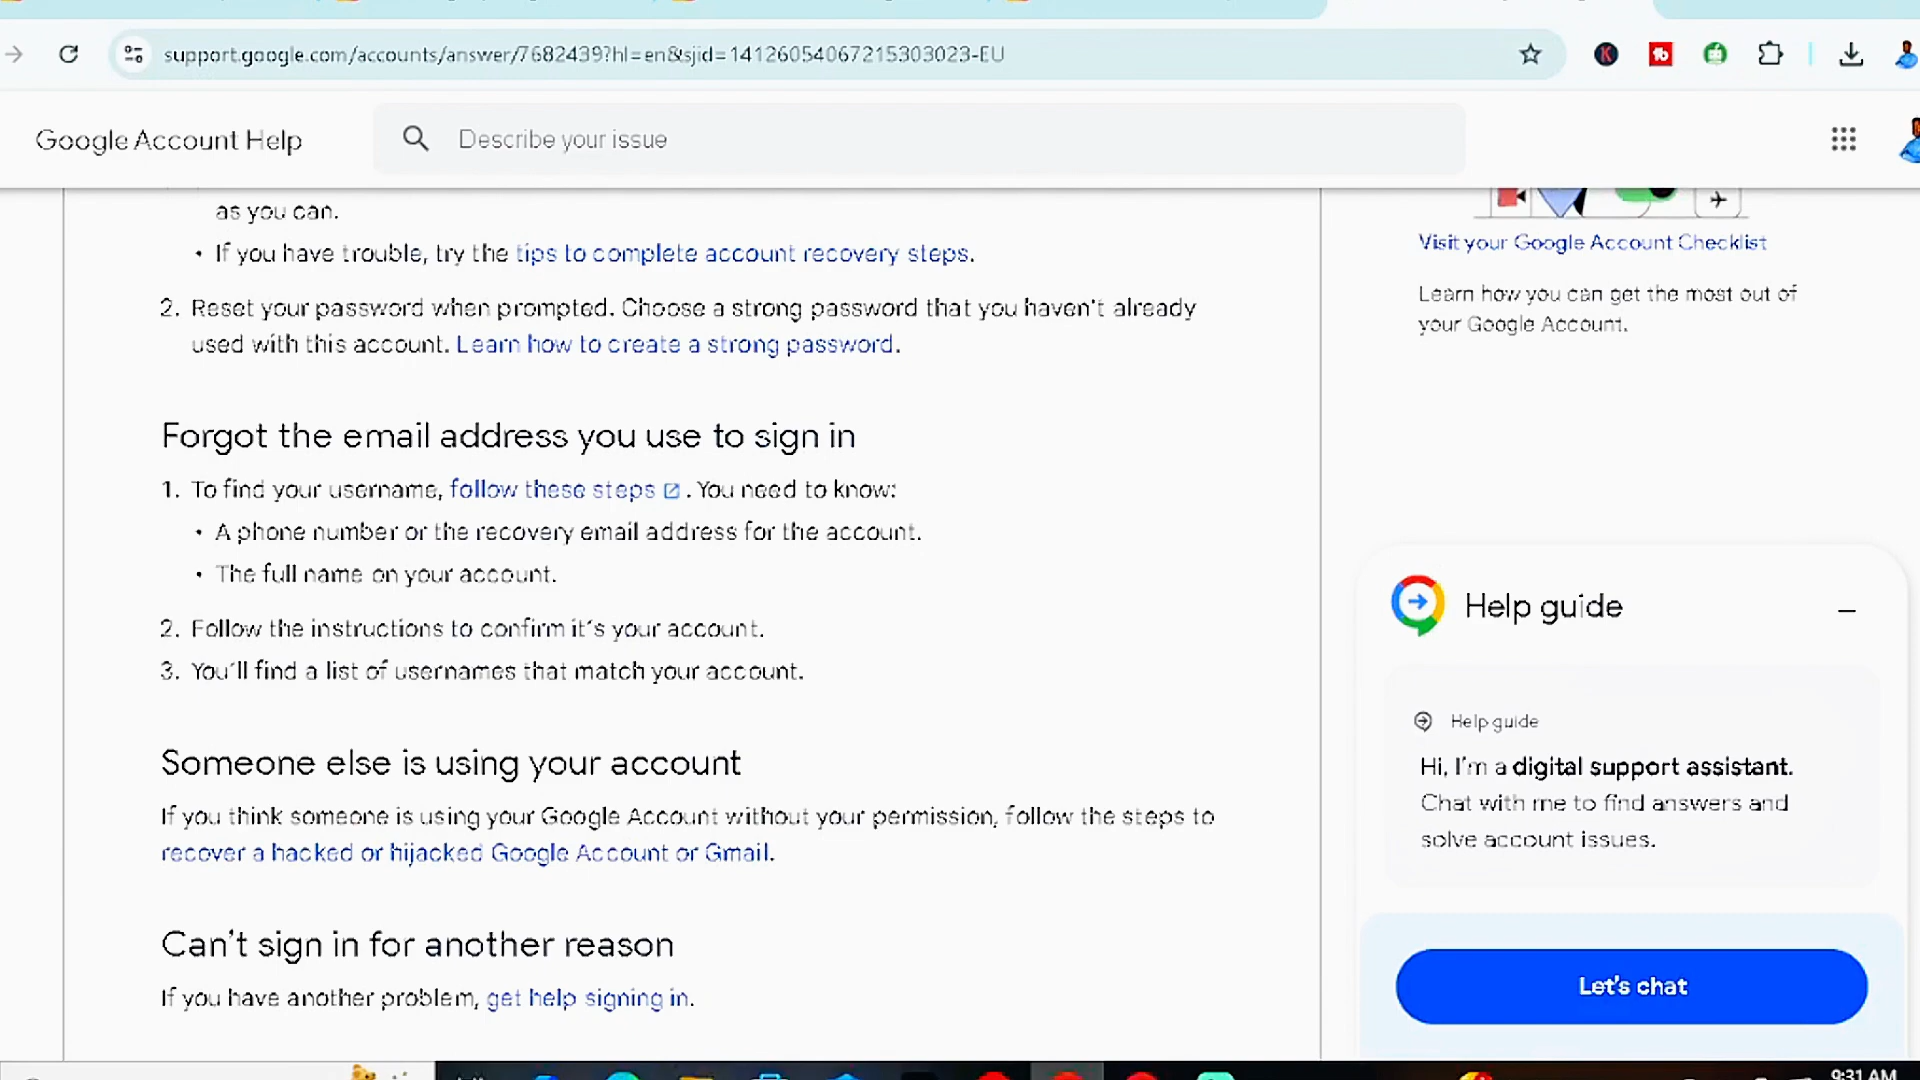 support.google.com/accounts/answer/7682439?hl=en&sjid=14126054067215303023-EU
Google Account Help
Describe your issue
as you can.
• If you have trouble, try the tips to complete account recovery steps.
2. Reset your password when prompted. Choose a strong password that you haven't already
used with this account. Learn how to create a strong password.
Forgot the email address you use to sign in
1. To find your username, follow these steps . You need to know:
• A phone number or the recovery email address for the account.
• The full name on your account.
2. Follow the instructions to confirm it's your account.
3. You'll find a list of usernames that match your account.
Someone else is using your account
If you think someone is using your Google Account without your permission, follow the steps to
recover a hacked or hijacked Google Account or Gmail.
Can't sign in for another reason
If you have another problem, get help signing in.
Visit your Google Account Checklist
Learn how you can get the most out of
your Google Account.
Help guide
Help guide
Hi, I'm a digital support assistant.
Chat with me to find answers and
solve account issues.
Let's chat
9:31 AM